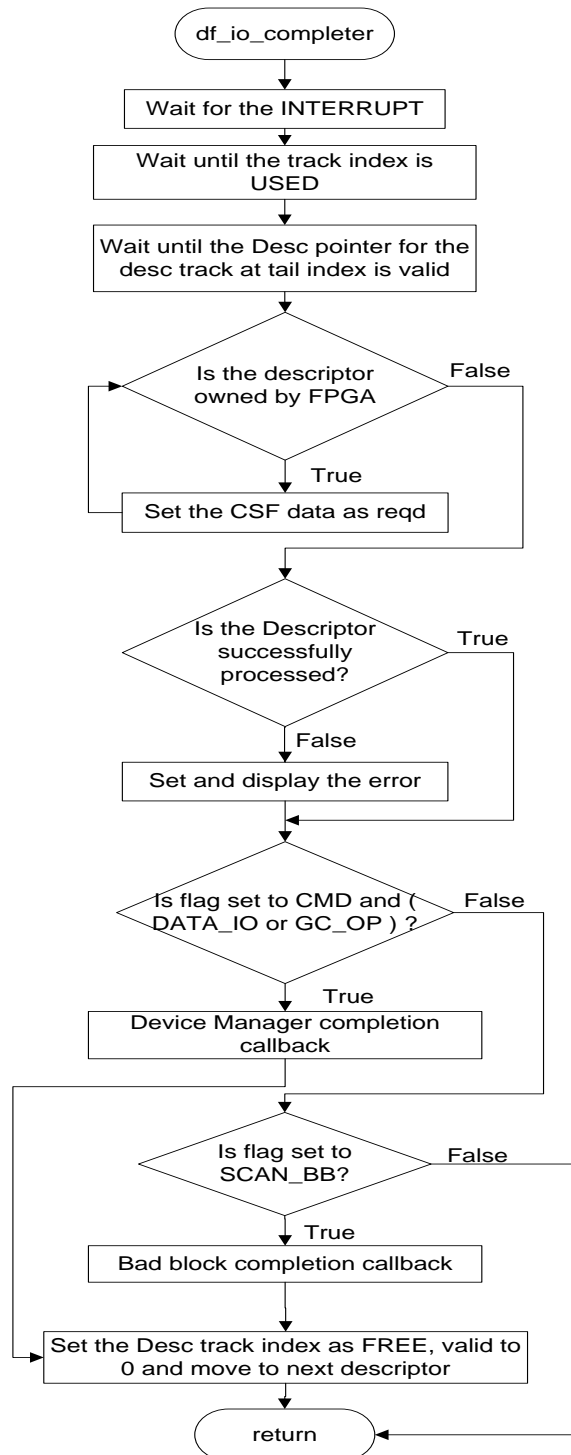 df_io_completer
Wait for the INTERRUPT
Wait until the track index is
USED
Wait until the Desc pointer for the
desc track at tail index is valid
Is the descriptor
owned by FPGA
False
True
Set the CSF data as reqd
Is the Descriptor
successfully
processed?
True
False
Set and display the error
Is flag set to CMD and (
DATA_IO or GC_OP ) ?
False
True
Device Manager completion
callback
Is flag set to
SCAN_BB?
False
True
Bad block completion callback
Set the Desc track index as FREE, valid to
0 and move to next descriptor
return